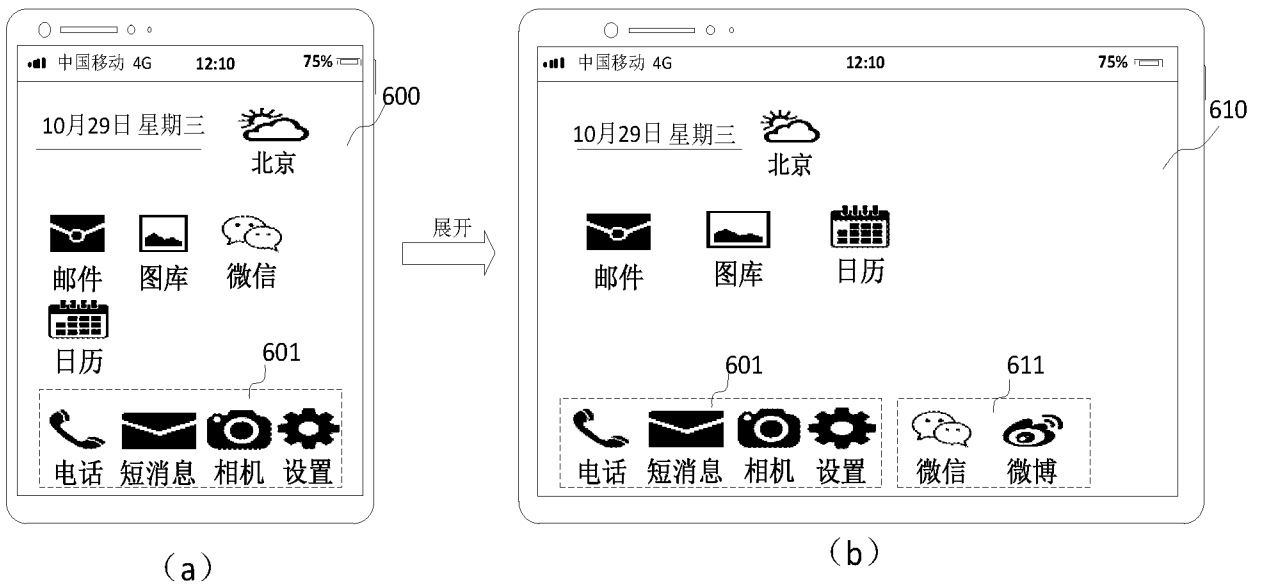 中国移动 4G 12:10 75%
600
10月29日 星期三
北京
邮件 图库 微信
日历
601
电话 短消息 相机 设置
(a)
展开
中国移动 4G 12:10 75%
610
10月29日 星期三
北京
邮件 图库 日历
601 611
电话 短消息 相机 设置 微信 微博
(b)